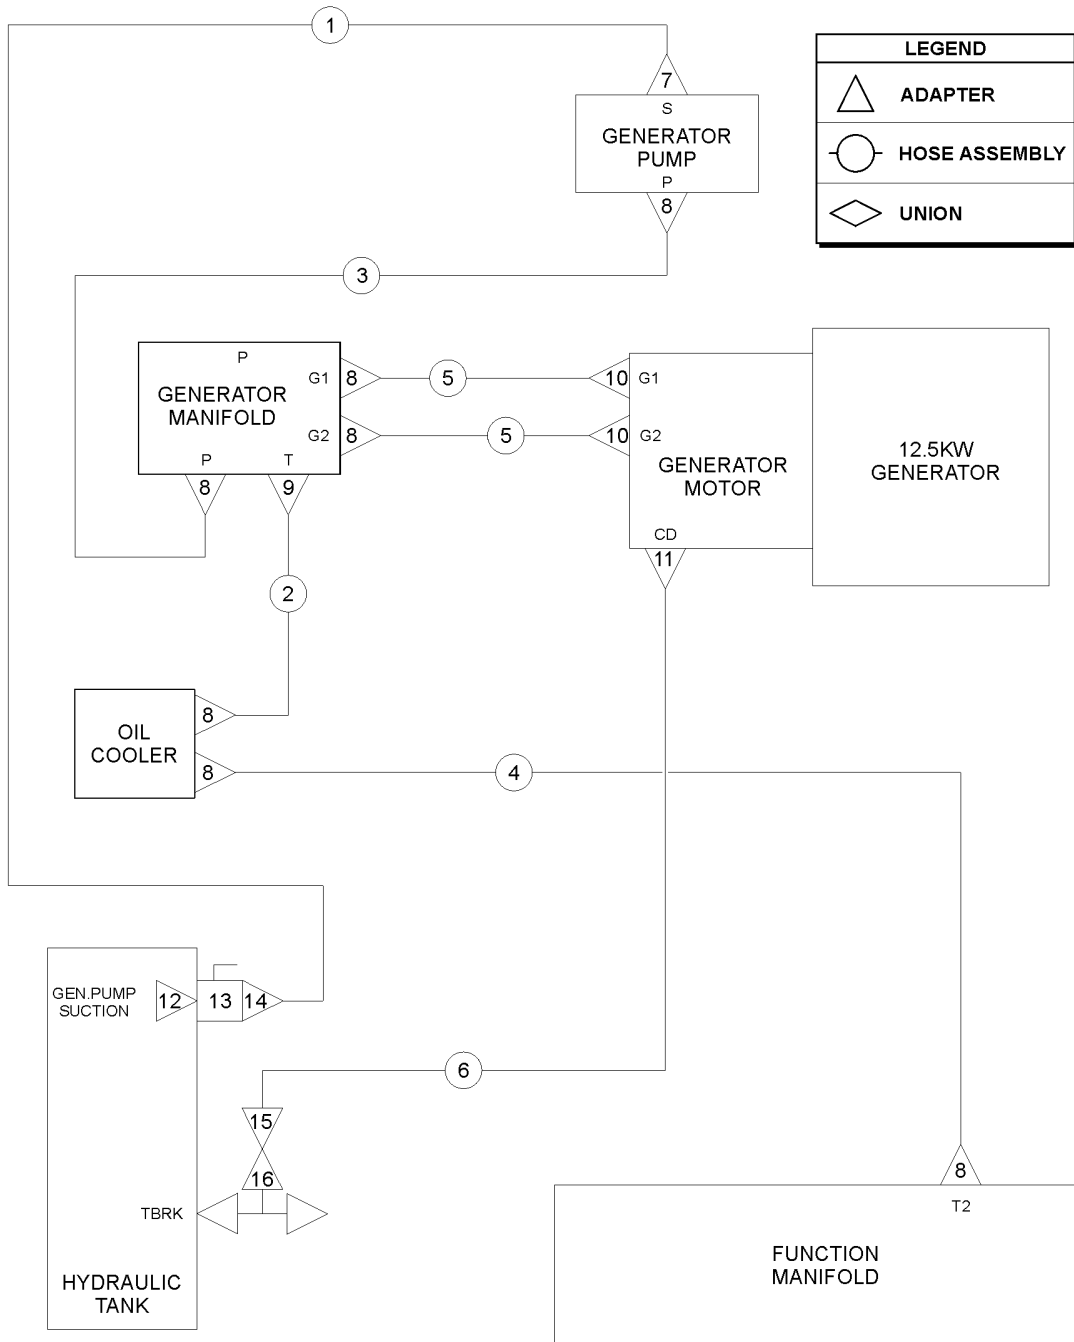 1
LEGEND
ADAPTER
HOSE ASSEMBLY
UNION
7
S
GENERATOR
PUMP
P
8
3
P
GENERATOR
MANIFOLD
G1
8
5
10
G1
G2
8
5
10
G2
P
T
8
9
GENERATOR
MOTOR
CD
11
12.5KW
GENERATOR
2
OIL
COOLER
8
8
4
GEN.PUMP
SUCTION
12
13
14
6
15
16
TBRK
HYDRAULIC
TANK
8
T2
FUNCTION
MANIFOLD